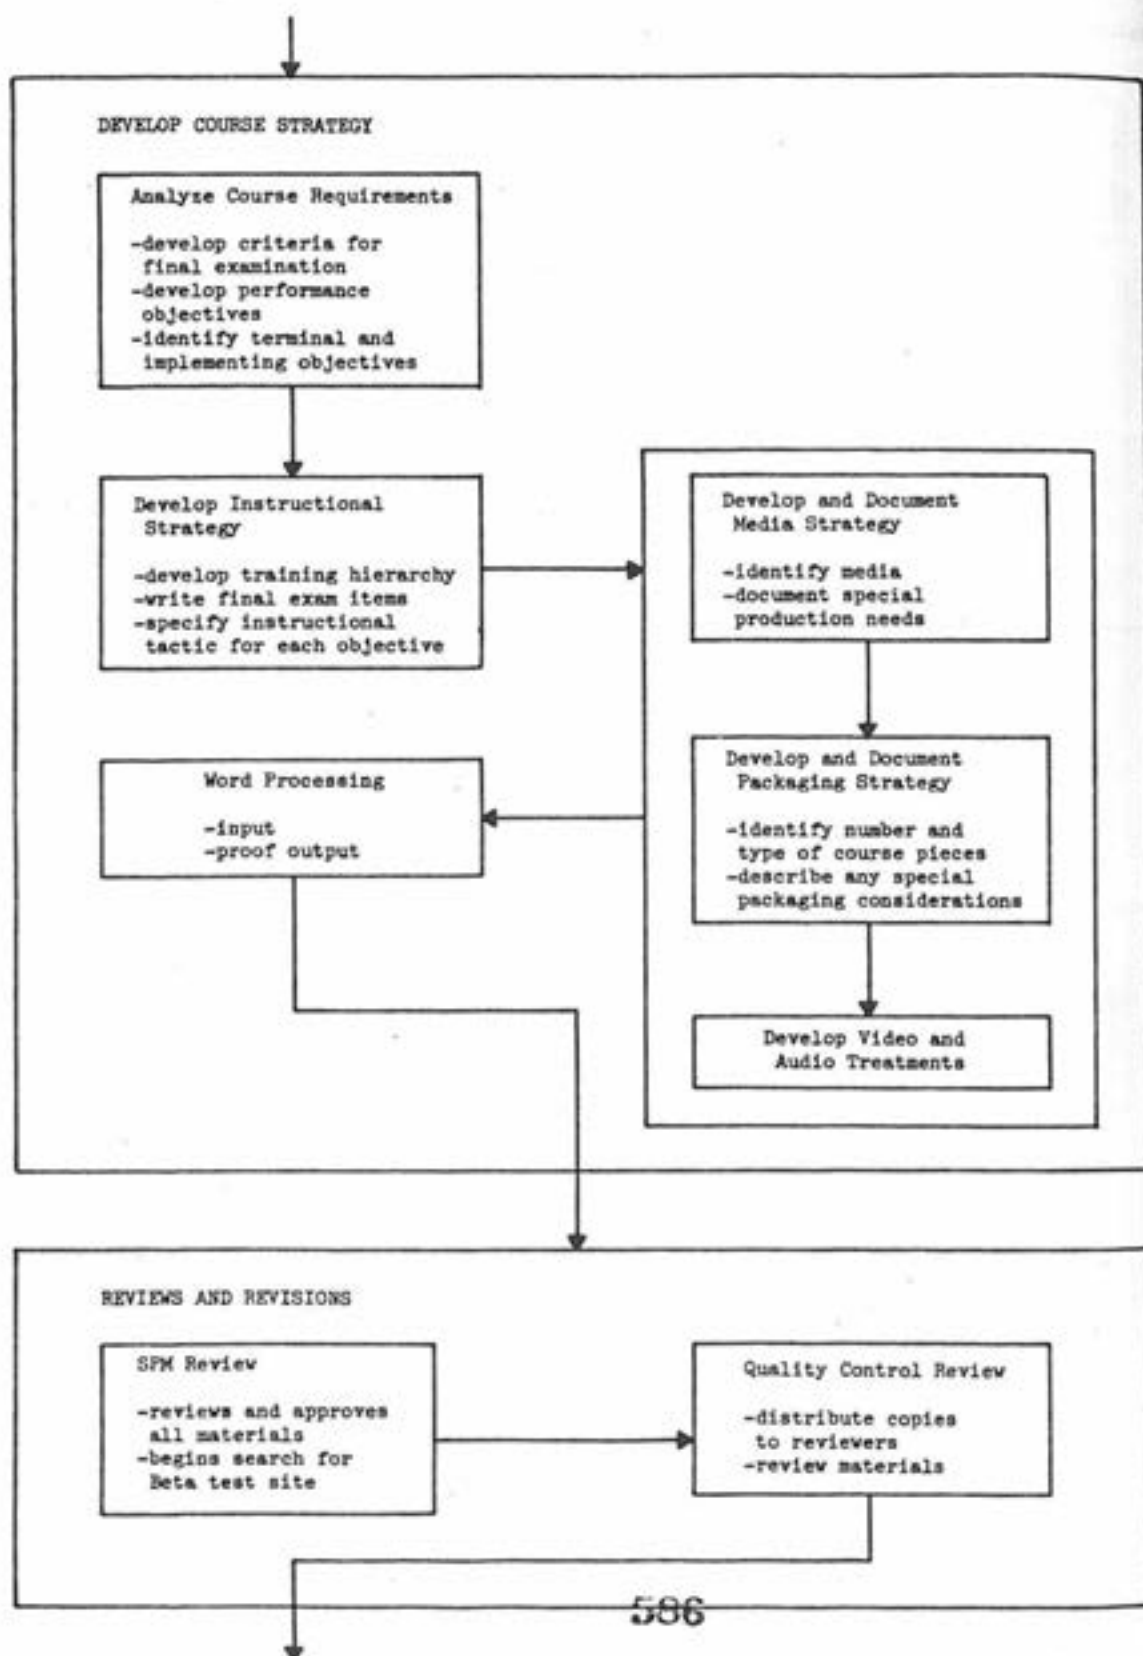 DEVELOP COURSE STRATEGY
Analyze Course Requirements
-develop criteria for
final examination
-develop performance
objectives
-identify terminal and
implementing objectives
Develop Instructional
Strategy
-develop training hierarchy
-write final exam items
-specify instructional
tactic for each objective
Develop and Document
Media Strategy
-identify media
-document special
production needs
Word Processing
-input
-proof output
Develop and Document
Packaging Strategy
-identify number and
type of course pieces
-describe any special
packaging considerations
Develop Video and
Audio Treatments
REVIEWS AND REVISIONS
SPM Review
-reviews and approves
all materials
-begins search for
Beta test site
Quality Control Review
-distribute copies
to reviewers
-review materials
586